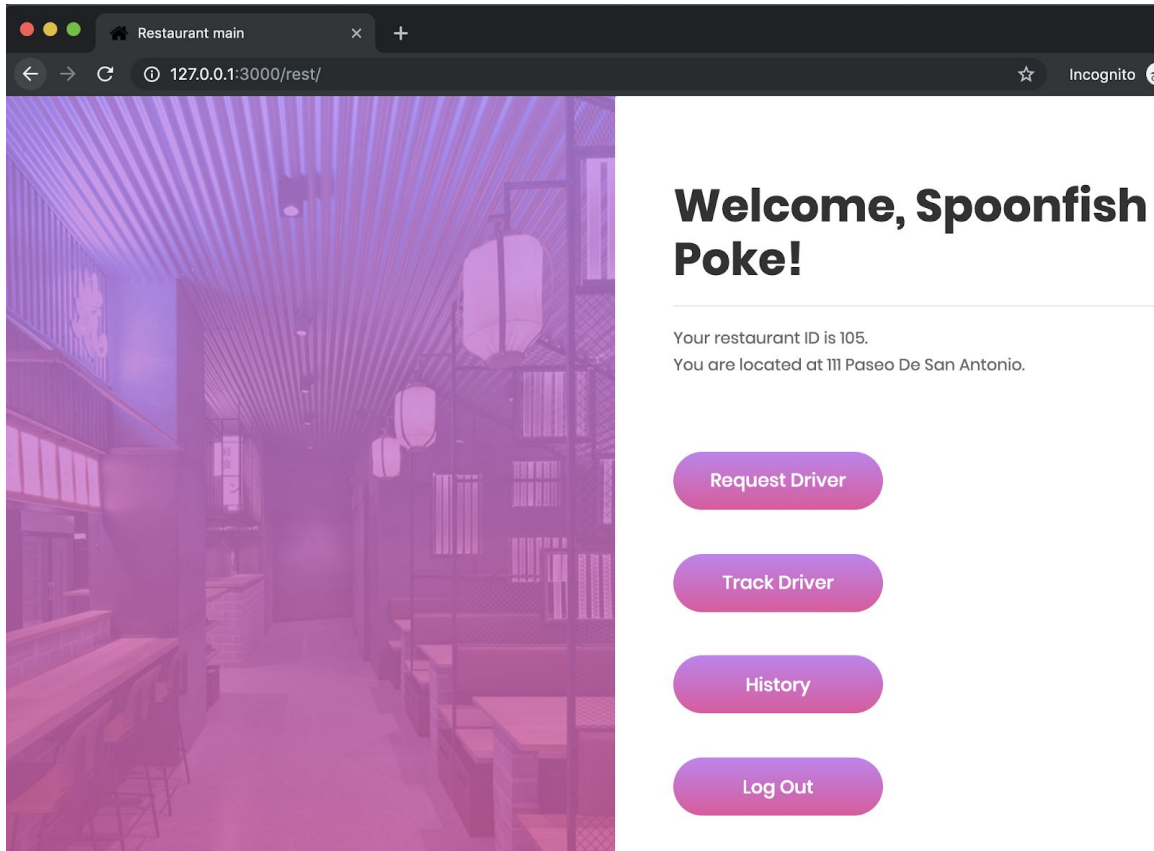 Restaurant main
127.0.0.1:3000/rest/
Incognito
Welcome, Spoonfish
Poke!
Your restaurant ID is 105.
You are located at 111 Paseo De San Antonio.
Request Driver
Track Driver
History
Log Out